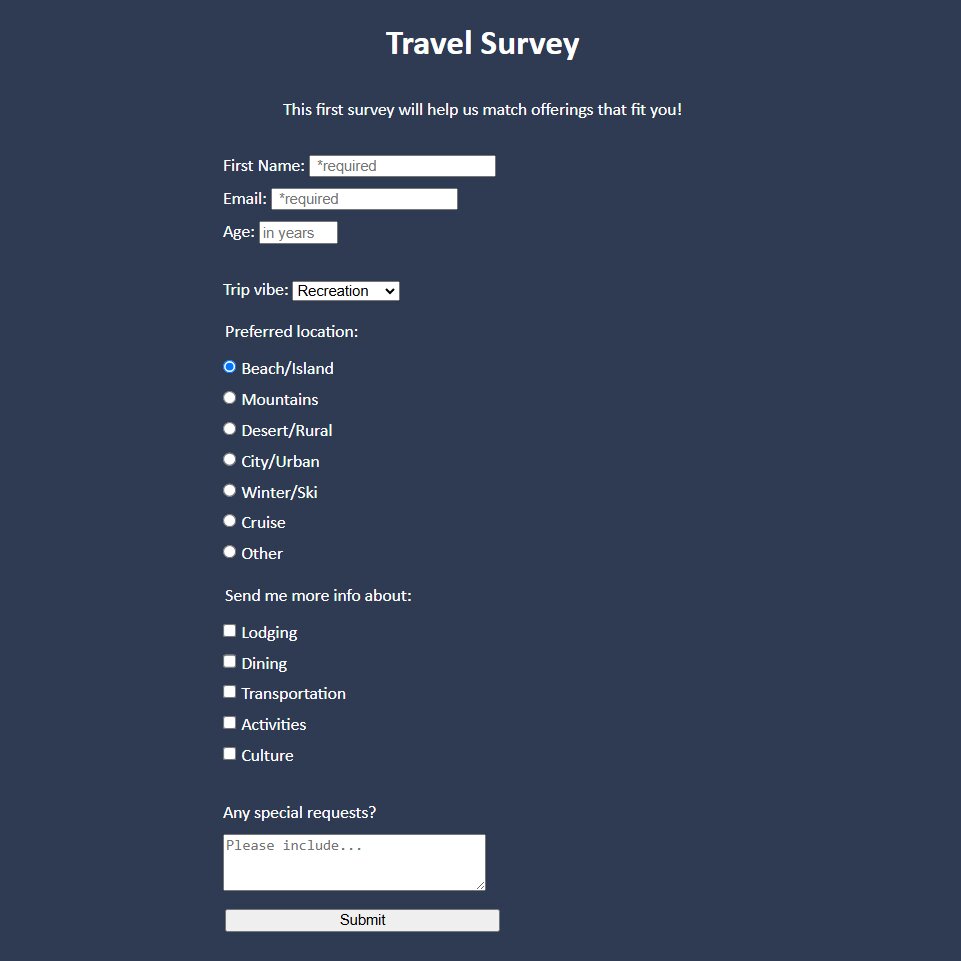 Travel Survey
This first survey will help us match offerings that fit you!
First Name: *required
Email: *required
Age: in years
Trip vibe: Recreation
Preferred location:
Beach/Island
Mountains
Desert/Rural
City/Urban
Winter/Ski
Cruise
Other
Send me more info about:
Lodging
Dining
Transportation
Activities
Culture
Any special requests?
Please include...
Submit